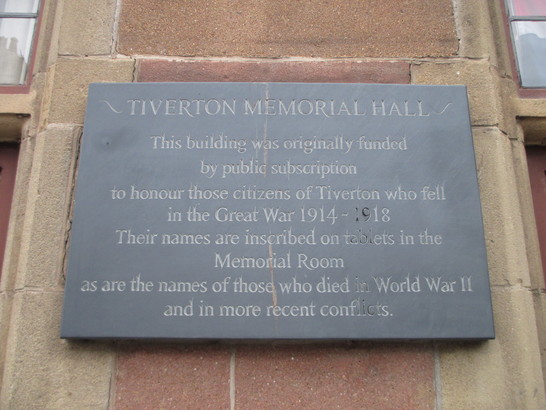 TIVERTON MEMORIAL HALL
This building was originally funded
by public subscription
to honour those citizens of Tiverton who fell
in the Great War 1914 - 1918
Their names are inscribed on tablets in the
Memorial Room
as are the names of those who died in World War II
and in more recent conflicts.